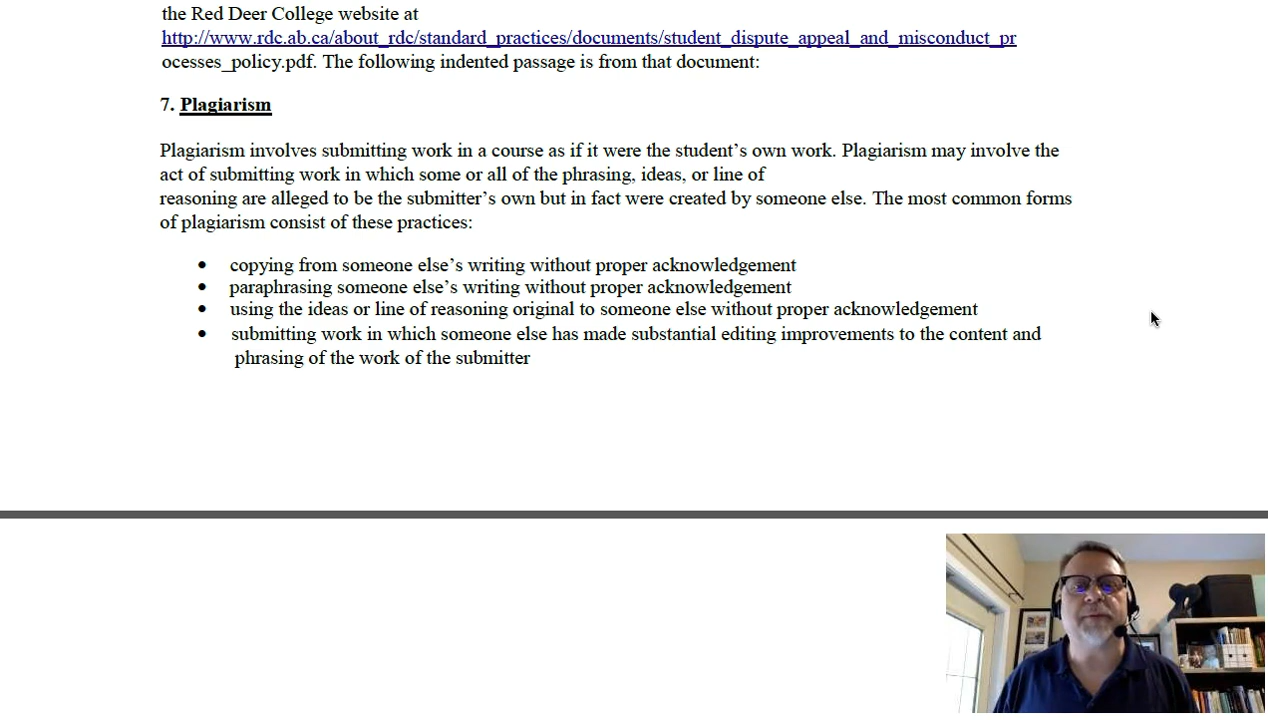 the Red Deer College website at
http://www.rdc.ab.ca/about_rdc/standard_practices/documents/student_dispute_appeal_and_misconduct_pr
ocesses_policy.pdf. The following indented passage is from that document:
7. Plagiarism
Plagiarism involves submitting work in a course as if it were the student’s own work. Plagiarism may involve the
act of submitting work in which some or all of the phrasing, ideas, or line of
reasoning are alleged to be the submitter’s own but in fact were created by someone else. The most common forms
of plagiarism consist of these practices:
• copying from someone else’s writing without proper acknowledgement
• paraphrasing someone else’s writing without proper acknowledgement
• using the ideas or line of reasoning original to someone else without proper acknowledgement
• submitting work in which someone else has made substantial editing improvements to the content and
phrasing of the work of the submitter